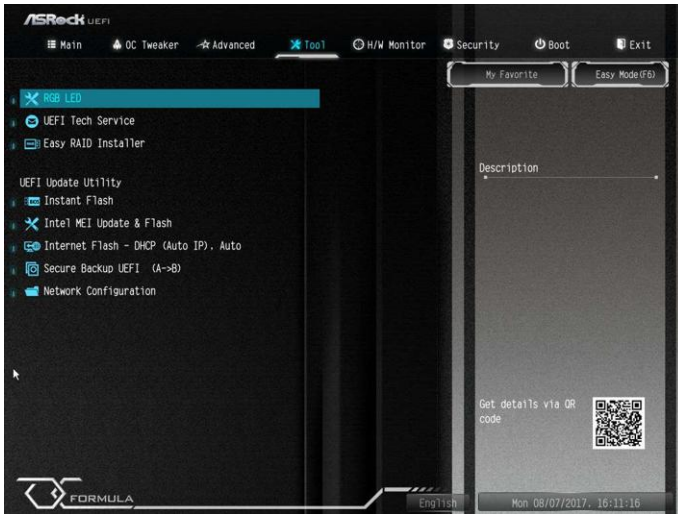 ASRock UEFI
Main OC Tweaker Advanced Tool H/W Monitor Security Boot Exit
My Favorite Easy Mode(F6)
RGB LED
UEFI Tech Service
Easy RAID Installer
Description
UEFI Update Utility
Instant Flash
Intel MEI Update & Flash
Internet Flash - DHCP (Auto IP), Auto
Secure Backup UEFI (A->B)
Network Configuration
Get details via QR
code
FORMULA
English Mon 08/07/2017, 16:11:16